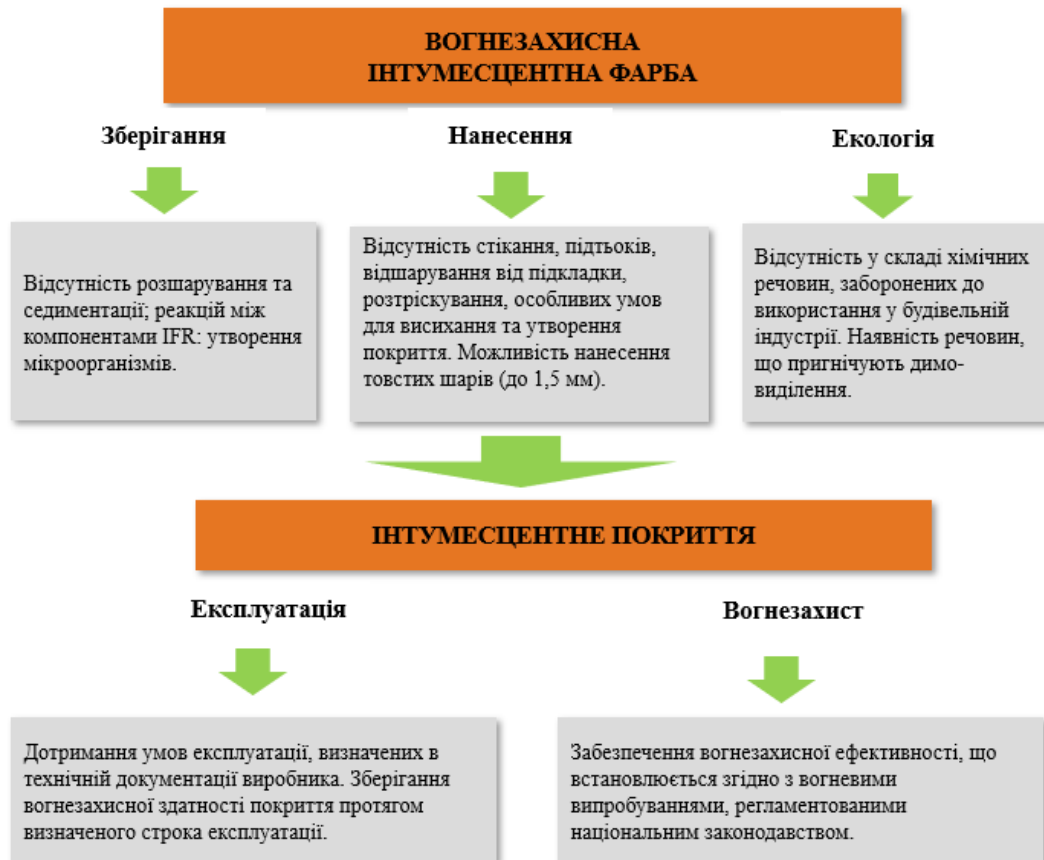 ВОГНЕЗАХИСНА
ІНТУМЕСЦЕНТНА ФАРБА
Зберігання
Нанесення
Екологія
Відсутність розшарування та
седиментації; реакцій між
компонентами IFR: утворення
мікроорганізмів.
Відсутність стікання, підтьоків,
відшарування від підкладки,
розтріскування, особливих умов
для висихання та утворення
покриття. Можливість нанесення
товстих шарів (до 1,5 мм).
Відсутність у складі хімічних
речовин, заборонених до
використання у будівельній
індустрії. Наявність речовин,
що пригнічують димо-
виділення.
ІНТУМЕСЦЕНТНЕ ПОКРИТТЯ
Експлуатація
Вогнезахист
Дотримання умов експлуатації, визначених в
технічній документації виробника. Зберігання
вогнезахисної здатності покриття протягом
визначеного строка експлуатації.
Забезпечення вогнезахисної ефективності, що
встановлюється згідно з вогневими
випробуваннями, регламентованими
національним законодавством.